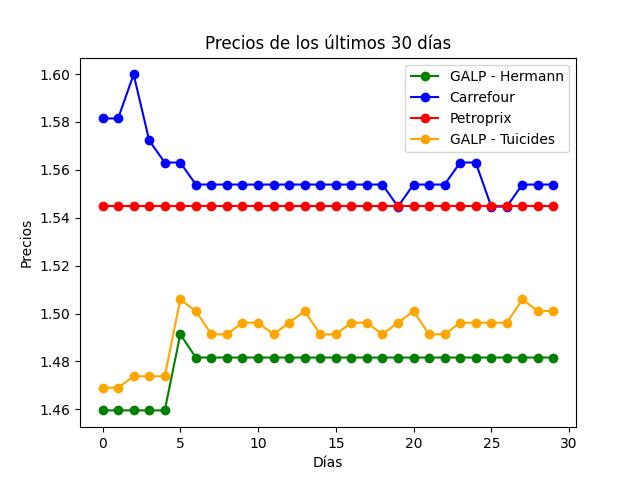 Precios de los últimos 30 días
GALP - Hermann
Carrefour
Petroprix
GALP - Tuicides
1.60
1.58
1.56
1.54
1.52
1.50
1.48
1.46
Precios
0 5 10 15 20 25 30
Días